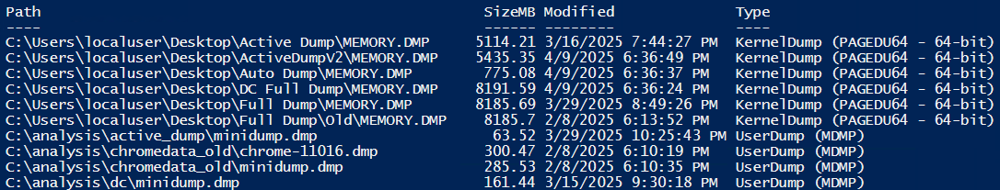 Path SizeMB Modified Type
---- ------ -------- ----
C:\Users\localuser\Desktop\Active Dump\MEMORY.DMP 5114.21 3/16/2025 7:44:27 PM KernelDump (PAGEDU64 - 64-bit)
C:\Users\localuser\Desktop\ActiveDumpV2\MEMORY.DMP 5435.35 4/9/2025 6:36:49 PM KernelDump (PAGEDU64 - 64-bit)
C:\Users\localuser\Desktop\Auto Dump\MEMORY.DMP 775.08 4/9/2025 6:36:37 PM KernelDump (PAGEDU64 - 64-bit)
C:\Users\localuser\Desktop\DC Full Dump\MEMORY.DMP 8191.59 4/9/2025 6:36:24 PM KernelDump (PAGEDU64 - 64-bit)
C:\Users\localuser\Desktop\Full Dump\MEMORY.DMP 8185.69 3/29/2025 8:49:26 PM KernelDump (PAGEDU64 - 64-bit)
C:\Users\localuser\Desktop\Full Dump\Old\MEMORY.DMP 8185.7 2/8/2025 6:13:52 PM KernelDump (PAGEDU64 - 64-bit)
C:\analysis\active_dump\minidump.dmp 63.52 3/29/2025 10:25:43 PM UserDump (MDMP)
C:\analysis\chromedata_old\chrome-11016.dmp 300.47 2/8/2025 6:10:19 PM UserDump (MDMP)
C:\analysis\chromedata_old\minidump.dmp 285.53 2/8/2025 6:10:35 PM UserDump (MDMP)
C:\analysis\dc\minidump.dmp 161.44 3/15/2025 9:30:18 PM UserDump (MDMP)